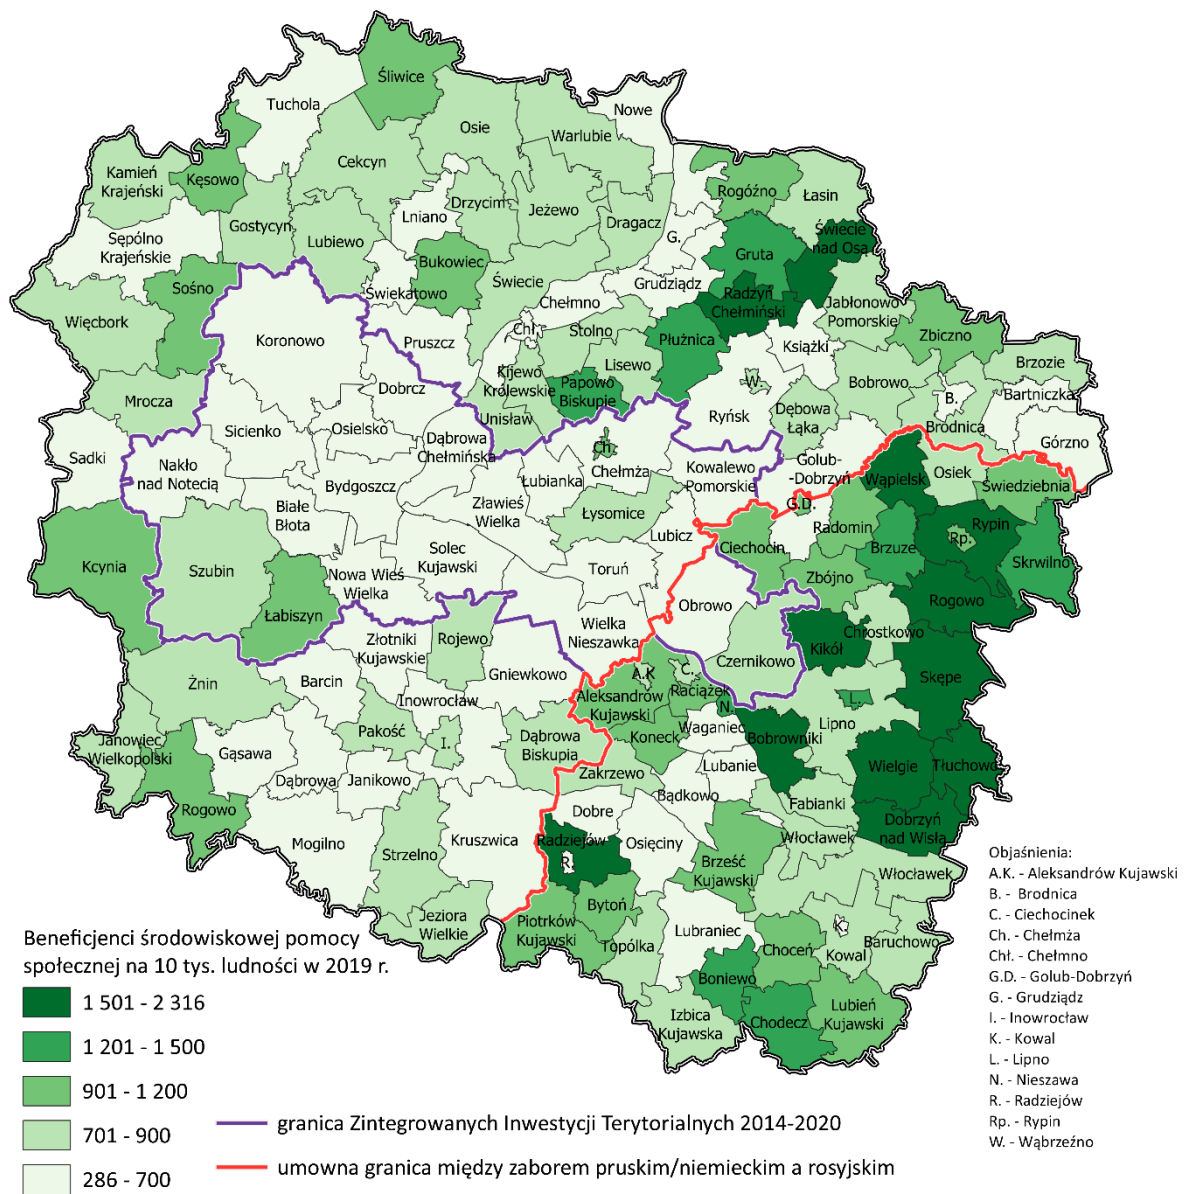 Śliwice
Tuchola
Nowe
Osie
Warlubie
Cekcyn
Kamień
Krajeński
Kęsowo
Rogóźno
Łasin
Drzycim
Jeżewo
Lniano
Dragacz
Gostycyn
Lubiewo
G.
Świecie
nad Osą
Sępólno
Krajeńskie
Gruta
Bukowiec
Świecie
Grudziądz
Sośno
Świekatowo
Radzyń
Chełmiński
Chełmno
Jabłonowo
Pomorskie
Więcbork
Chł.
Stolno
Płużnica
Zbiczno
Koronowo
Pruszcz
Książki
Lisewo
Brzozie
Kijewo
Królewskie
Papowo
Biskupie
W.
Bobrowo
Dobrcz
Mrocza
B.
Bartniczka
Unisław
Ryńsk
Dębowa
Łąka
Sicienko
Osielsko
Brodnica
Górzno
Dąbrowa
Chełmińska
Ch.
Sadki
Nakło
nad Notecią
Chełmża
Golub-
-Dobrzyń
Kowalewo
Pomorskie
Wąpielsk
Osiek
Bydgoszcz
Łubianka
Świedziebnia
Białe
Błota
Zławieś
Wielka
Łysomice
G.D.
Radomin
Rypin
Lubicz
Rp.
Ciechocin
Brzuze
Solec
Kujawski
Skrwilno
Kcynia
Szubin
Toruń
Zbójno
Nowa Wieś
Wielka
Rogowo
Łabiszyn
Obrowo
Wielka
Nieszawka
Kikół
Chrostkowo
Złotniki
Kujawskie
Rojewo
Czernikowo
Żnin
Barcin
Gniewkowo
A.K
C.
Raciążek
Skępe
Inowrocław
Aleksandrów
Kujawski
N.
L.
Pakość
I.
Waganiec
Lipno
Janowiec
Wielkopolski
Gąsawa
Dąbrowa
Biskupia
Koneck
Bobrowniki
Lubanie
Wielgie
Tłuchowo
Zakrzewo
Dąbrowa
Janikowo
Bądkowo
Rogowo
Fabianki
Dobre
Dobrzyń
nad Wisłą
Mogilno
Kruszwica
Radziejów
Osięciny
Włocławek
Strzelno
R.
Brześć
Kujawski
Włocławek
Bytoń
Jeziora
Wielkie
Piotrków
Kujawski
Lubraniec
Topólka
Choceń
Kowal
Baruchowo
Boniewo
Lubień
Kujawski
Izbica
Kujawska
Chodecz
Objaśnienia:
A.K. - Aleksandrów Kujawski
B. - Brodnica
C. - Ciechocinek
Ch. - Chełmża
Chł. - Chełmno
G.D. - Golub-Dobrzyń
G. - Grudziądz
I. - Inowrocław
K. - Kowal
L. - Lipno
N. - Nieszawa
R. - Radziejów
Rp. - Rypin
W. - Wąbrzeźno
Beneficjenci środowiskowej pomocy
społecznej na 10 tys. ludności w 2019 r.
1 501 - 2 316
1 201 - 1 500
901 - 1 200
701 - 900
286 - 700
granica Zintegrowanych Inwestycji Terytorialnych 2014-2020
umowna granica między zaborem pruskim/niemieckim a rosyjskim